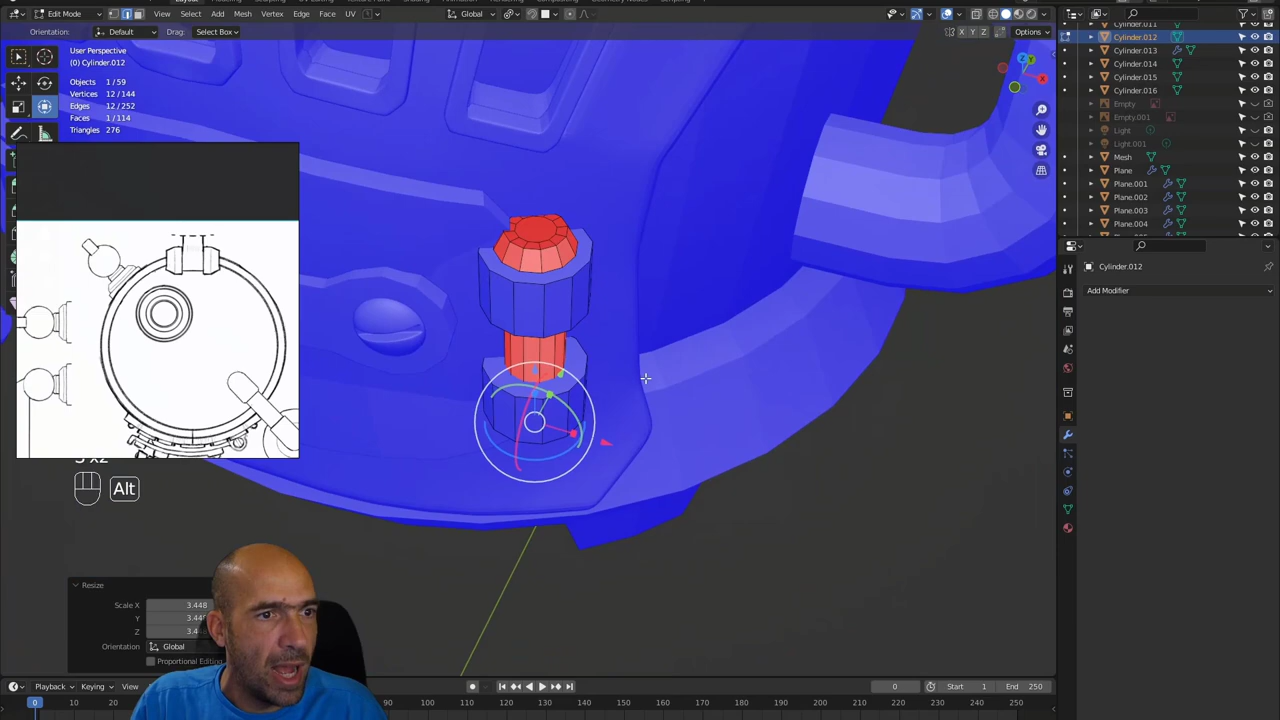 Layout
Edit Mode
View Select Add Mesh Vertex Edge Face UV
Global
Orientation: Default Drag: Select Box
X Y Z Options
User Perspective
(0) Cylinder.012
Objects 1/59
Vertices 12/144
Edges 12/252
Faces 1/114
Triangles 276
Cylinder.011
Cylinder.012
Cylinder.013
Cylinder.014
Cylinder.015
Cylinder.016
Empty
Empty.001
Light
Light.001
Mesh
Plane
Plane.001
Plane.002
Plane.003
Plane.004
Cylinder.012
Add Modifier
Alt
Resize
Scale X 3.448
Y
Z
Orientation Global
Proportional Editing
Playback Keying View
0 Start 1 End 250
0 10 20 80 90 100 110 120 130 140 150 160 170 180 190 200 210 220 230 240 250